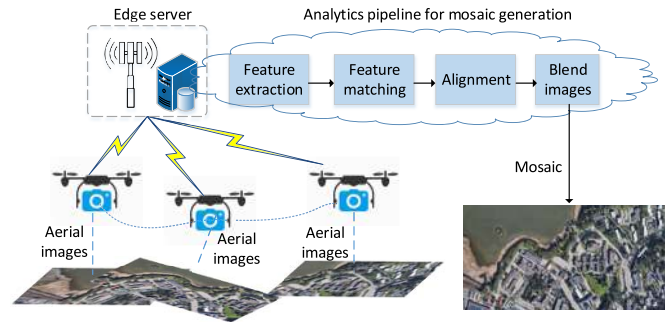 Edge server
Analytics pipeline for mosaic generation
Feature
extraction
Feature
matching
Alignment
Blend
images
Mosaic
Aerial
images
Aerial
images
Aerial
images